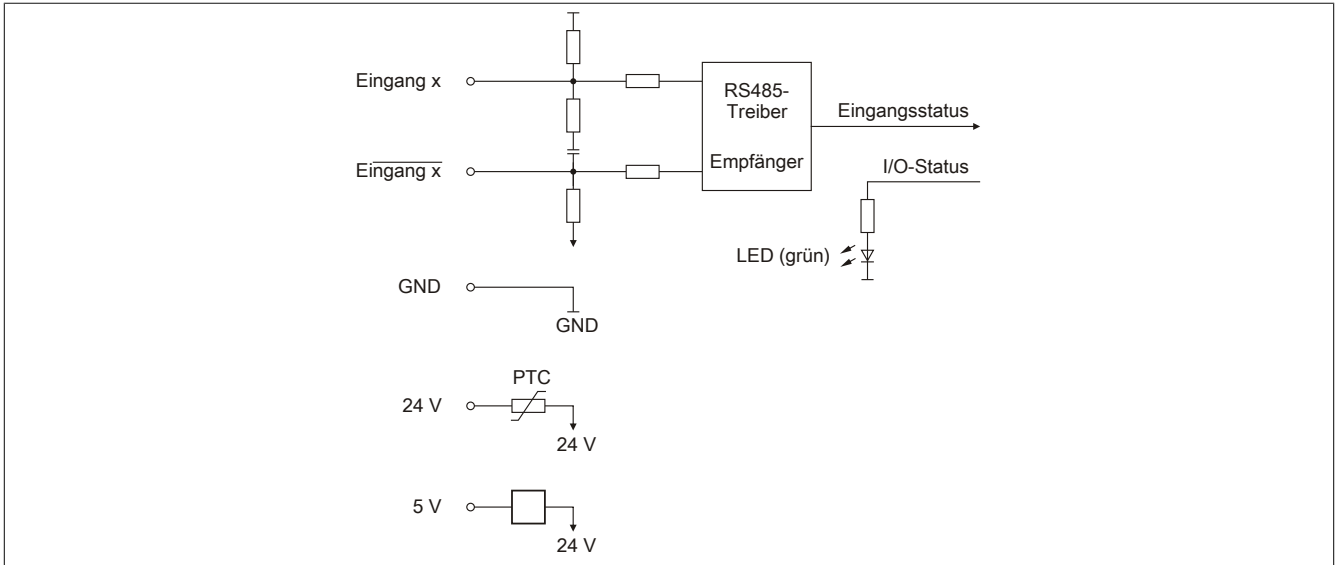 Eingang x
RS485-
Treiber
Eingangsstatus
Empfänger
Eingang x
I/O-Status
LED (grün)
GND
GND
PTC
24 V
24 V
5 V
24 V